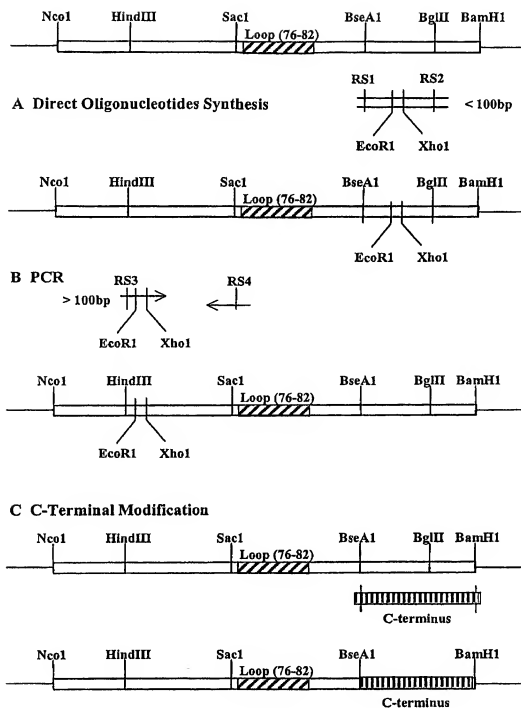 Nco1 HindIII Sac1 BseA1 BglII BamH1
Loop (76-82)
A Direct Oligonucleotides Synthesis
RS1 RS2
< 100bp
EcoR1 Xho1
Nco1 HindIII Sac1 BseA1 BglII BamH1
Loop (76-82)
EcoR1 Xho1
B PCR
RS3 RS4
> 100bp
EcoR1 Xho1
Nco1 HindIII Sac1 BseA1 BglII BamH1
Loop (76-82)
EcoR1 Xho1
C C-Terminal Modification
Nco1 HindIII Sac1 BseA1 BglII BamH1
Loop (76-82)
C-terminus
Nco1 HindIII Sac1 BseA1 BamH1
Loop (76-82)
C-terminus